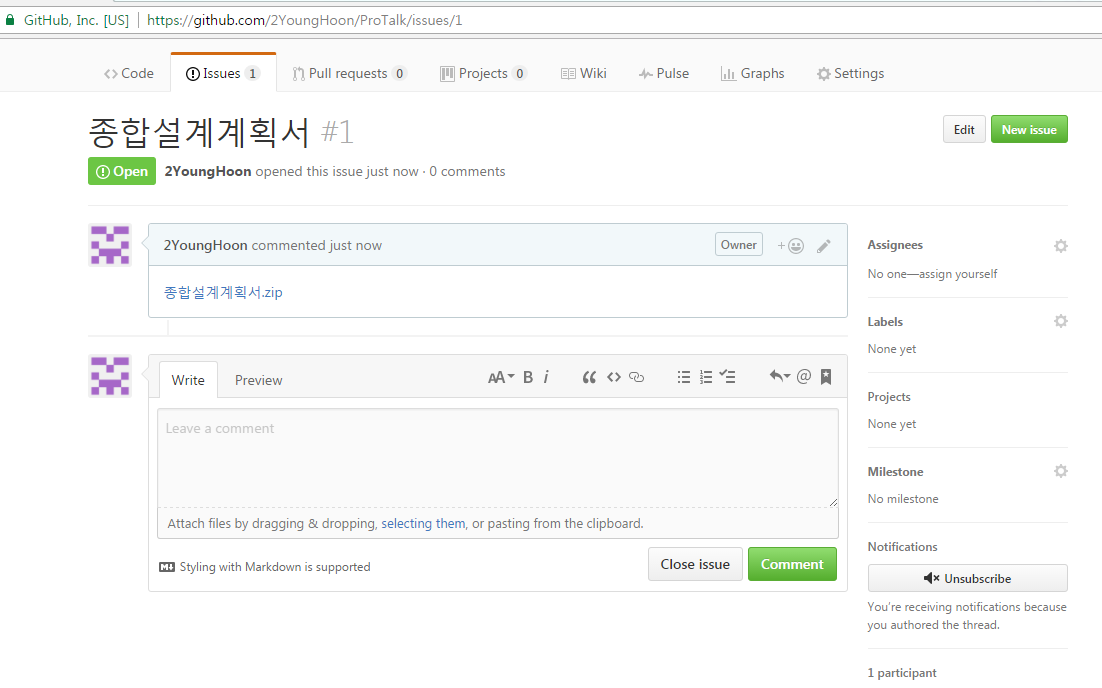 GitHub, Inc. [US] | https://github.com/2YoungHoon/ProTalk/issues/1
Code Issues 1 Pull requests 0 Projects 0 Wiki Pulse Graphs Settings
종합설계계획서 #1
Edit New issue
Open 2YoungHoon opened this issue just now · 0 comments
2YoungHoon commented just now Owner +
종합설계계획서.zip
Write Preview AA B i
Leave a comment
Attach files by dragging & dropping, selecting them, or pasting from the clipboard.
Styling with Markdown is supported
Close issue Comment
Assignees
No one—assign yourself
Labels
None yet
Projects
None yet
Milestone
No milestone
Notifications
Unsubscribe
You're receiving notifications because
you authored the thread.
1 participant